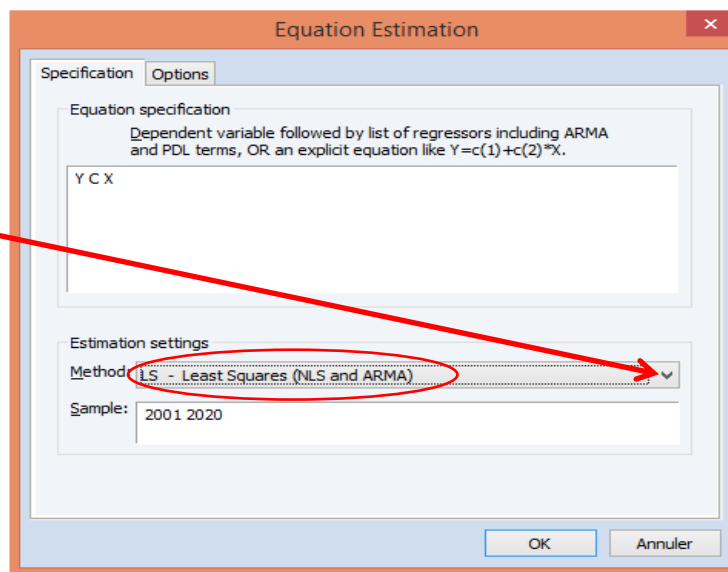 Equation Estimation
Specification Options
Equation specification
Dependent variable followed by list of regressors including ARMA
and PDL terms, OR an explicit equation like Y=c(1)+c(2)*X.
Y C X
Estimation settings
Method: LS - Least Squares (NLS and ARMA)
Sample: 2001 2020
OK Annuler